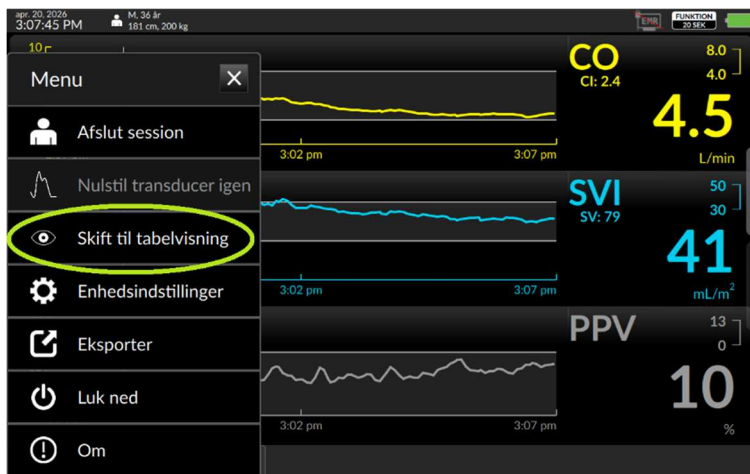 apr. 20, 2026
3:07:45 PM
M, 36 år
181 cm, 200 kg
EMR
FUNKTION
20 SEK
10
Menu
Afslut session
Nulstil transducer igen
Skift til tabelvisning
Enhedsindstillinger
Eksporter
Luk ned
Om
3:02 pm
3:07 pm
CO
CI: 2.4
8.0
4.0
4.5
L/min
3:02 pm
3:07 pm
SVI
SV: 79
50
30
41
mL/m²
3:02 pm
3:07 pm
PPV
13
0
10
%